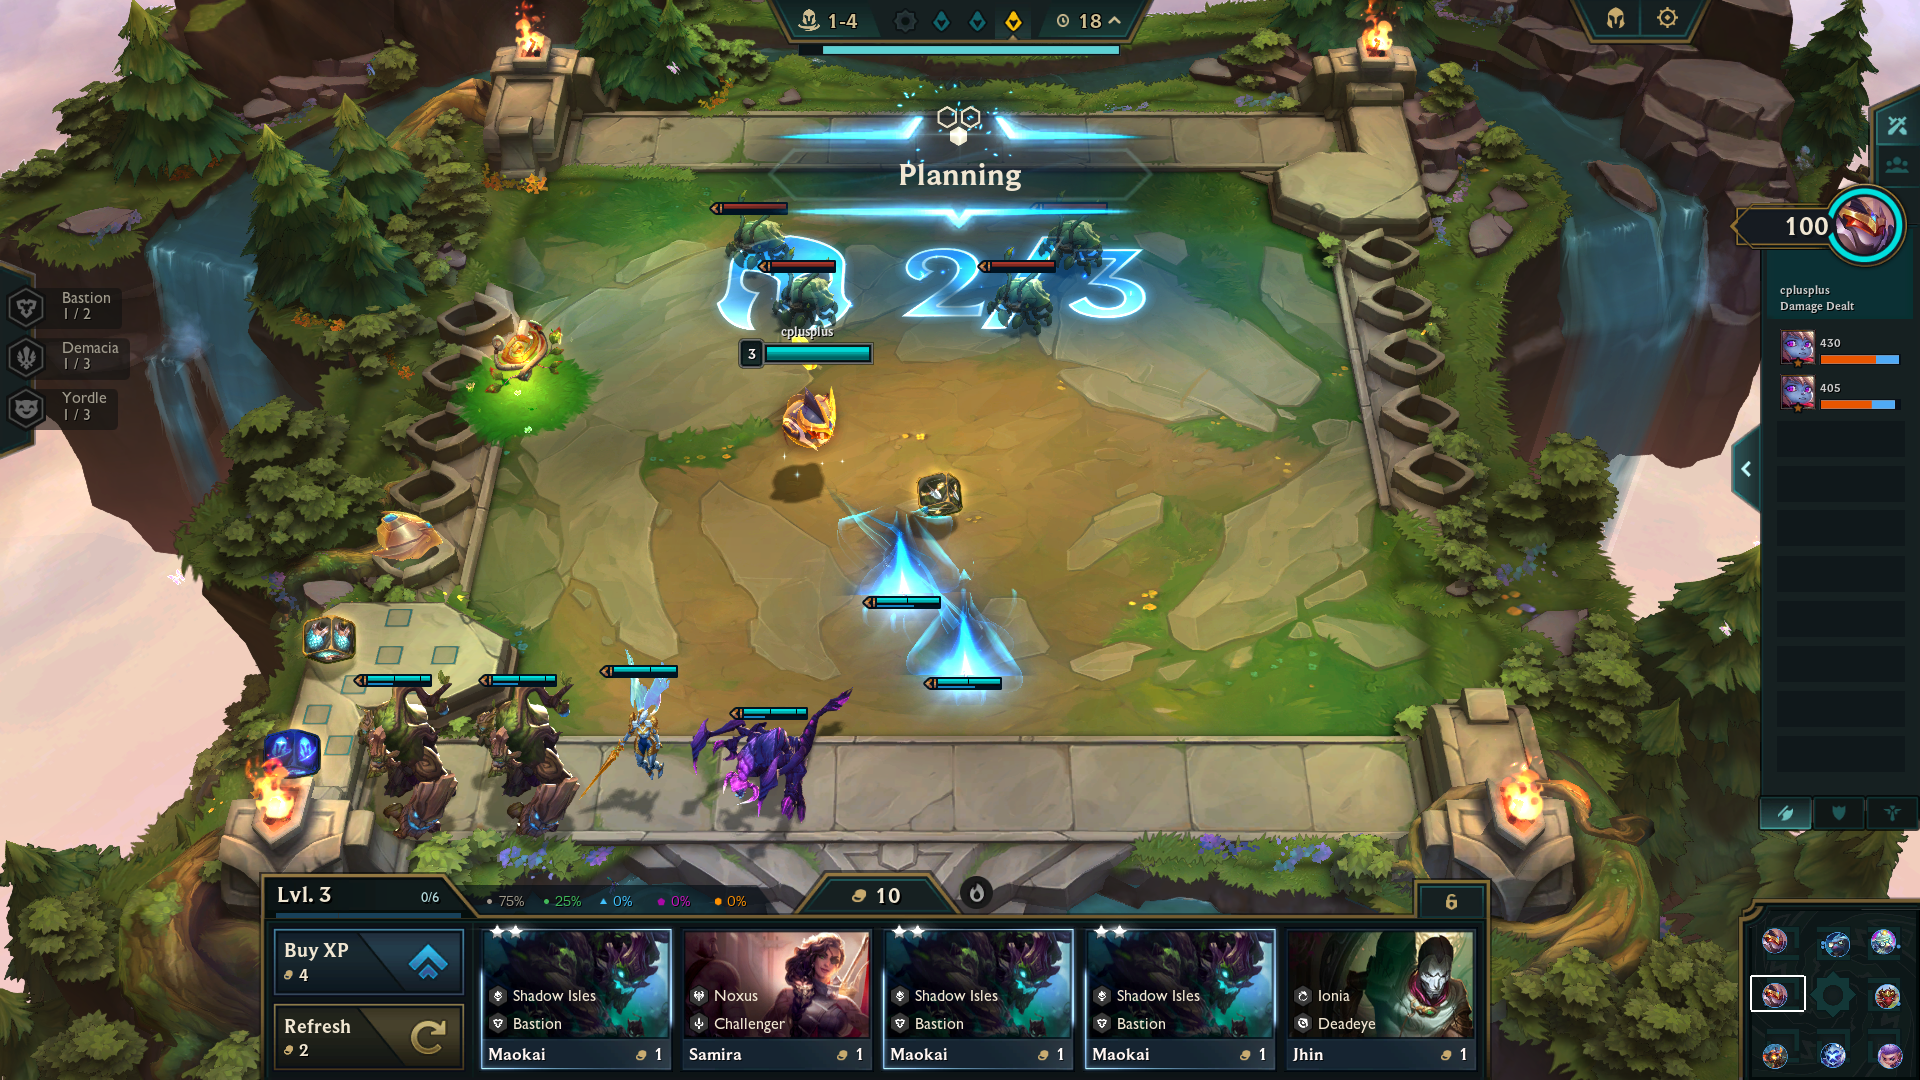 1-4
18
Planning
0 2/3
100
cplusplus
Damage Dealt
430
405
Bastion
1 / 2
Demacia
1 / 3
Yordle
1 / 3
cplusplus
3
Lvl. 3
0/6
75%
25%
0%
0%
0%
10
6
Buy XP
4
Refresh
2
Shadow Isles
Bastion
Maokai
1
Noxus
Challenger
Samira
1
Shadow Isles
Bastion
Maokai
1
Shadow Isles
Bastion
Maokai
1
Ionia
Deadeye
Jhin
1